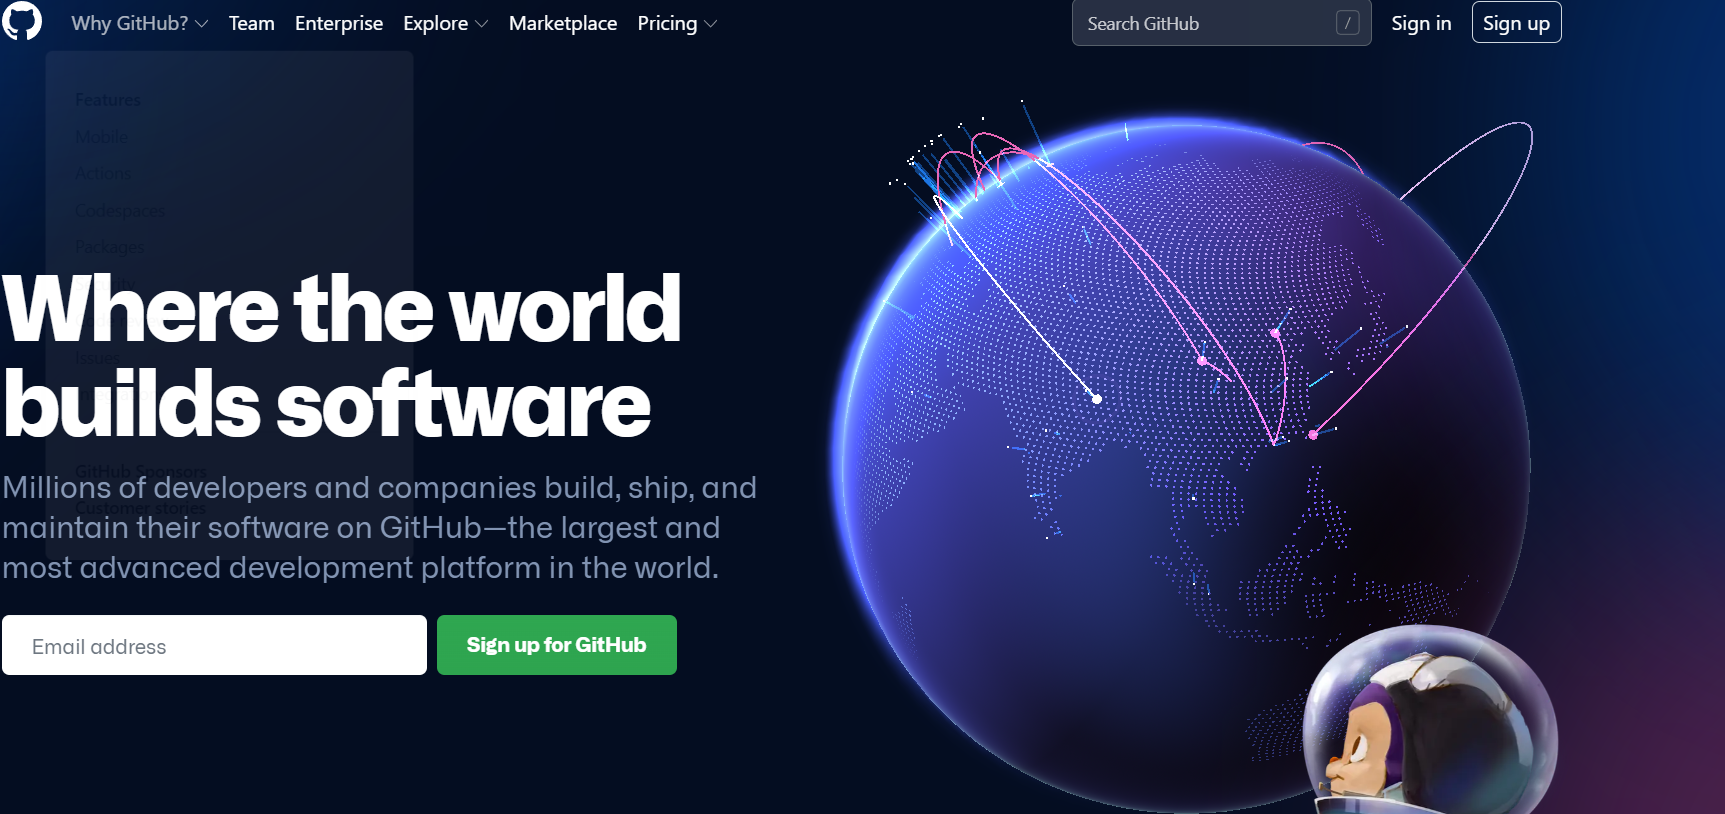 Why GitHub?
Team
Enterprise
Explore
Marketplace
Pricing
Search GitHub
/
Sign in
Sign up
Features
Mobile
Actions
Codespaces
Packages
Where the world
Issues
builds software
GitHub Sponsors
Millions of developers and companies build, ship, and
Customer stories
maintain their software on GitHub—the largest and
most advanced development platform in the world.
Email address
Sign up for GitHub